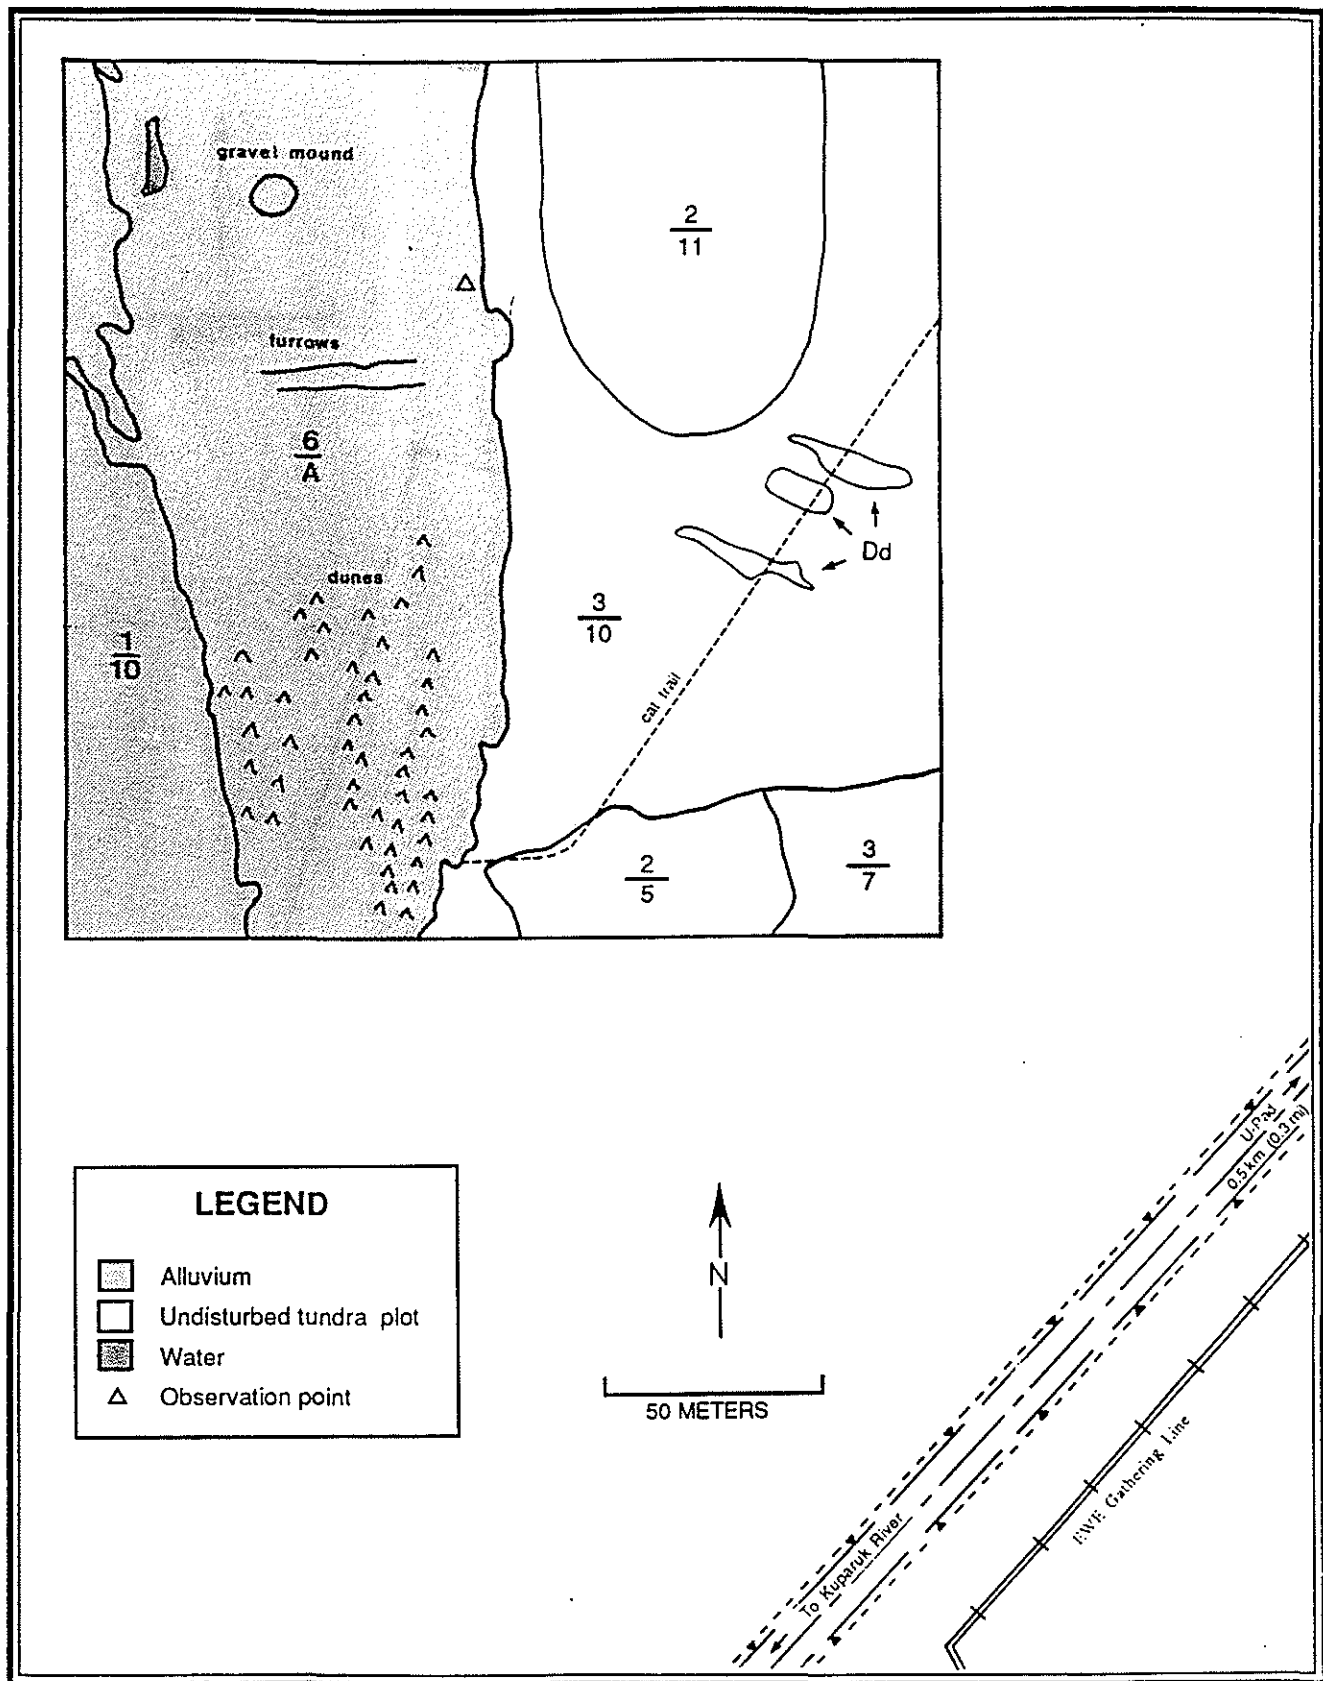 gravel mound
2
11
furrows
6
A
Dd
dunes
3
10
1
10
cat trail
2
5
3
7
U-Pad
0.5 km (0.3 mi)
LEGEND
Alluvium
Undisturbed tundra plot
Water
Observation point
N
50 METERS
EWE Gathering Line
To Kuparuk River